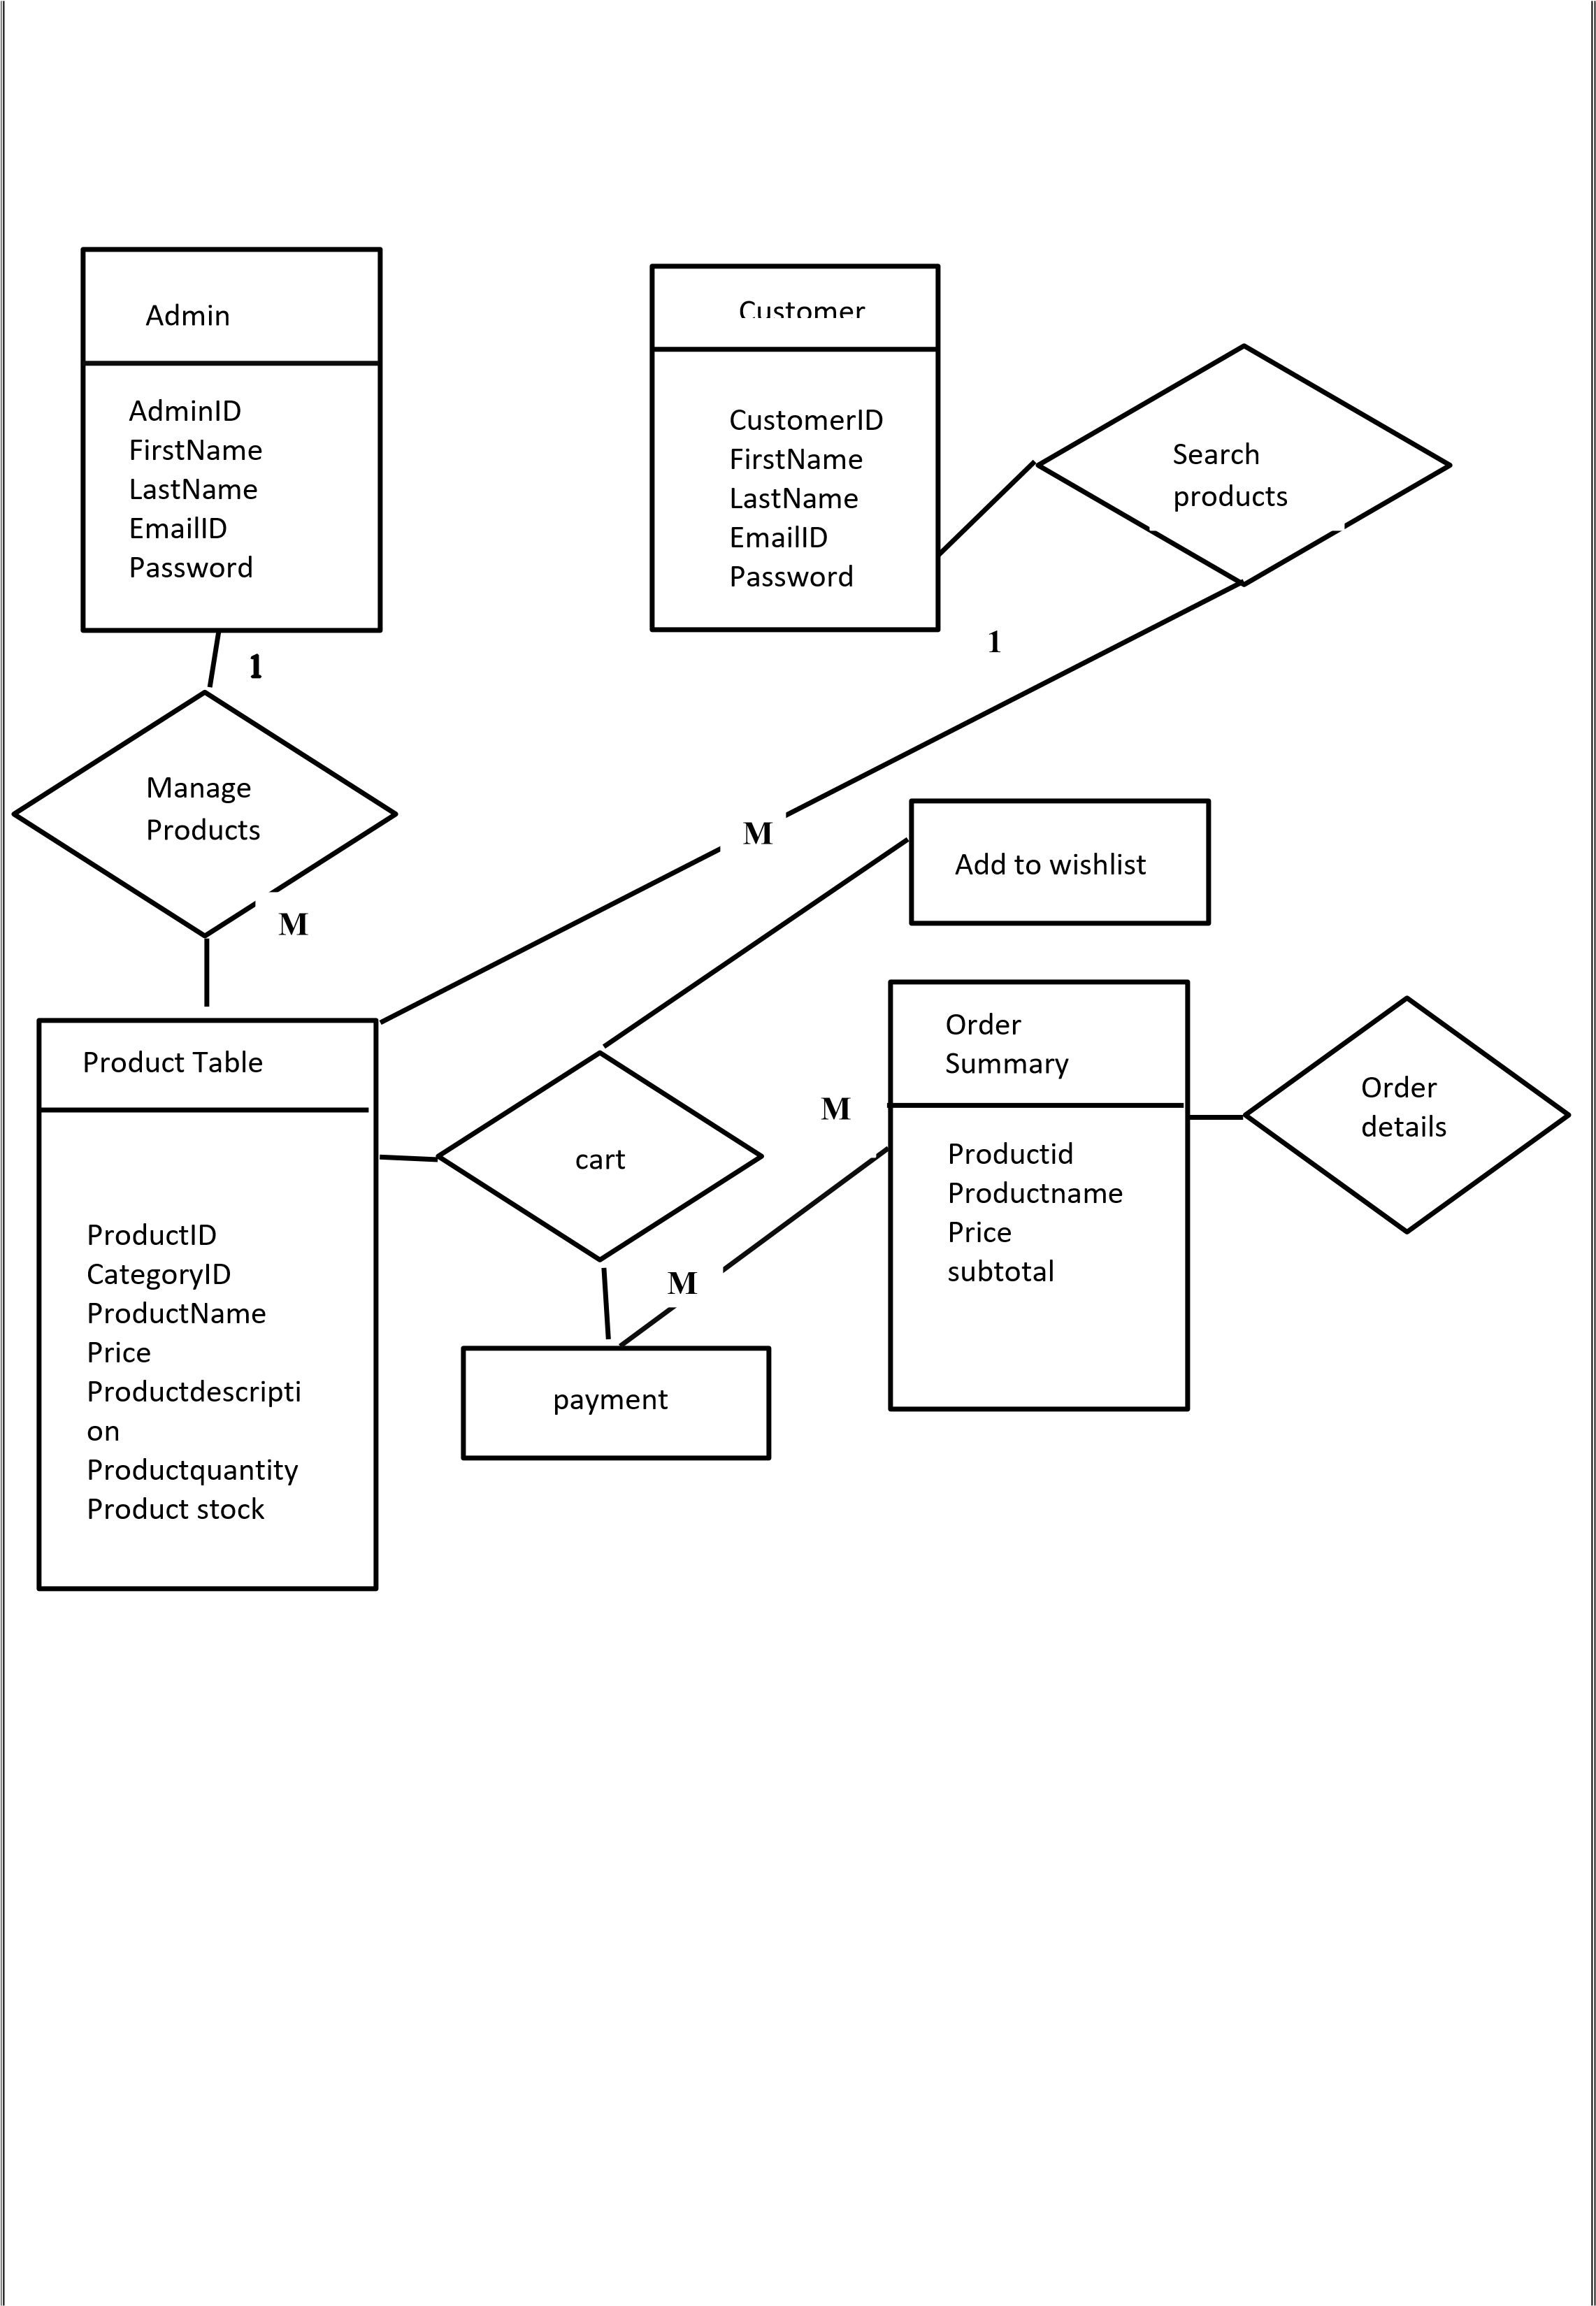 Admin
AdminID
FirstName
LastName
EmailID
Password
1
Customer
CustomerID
FirstName
LastName
EmailID
Password
Search
products
1
Manage
Products
M
M
Add to wishlist
Product Table
ProductID
CategoryID
ProductName
Price
Productdescripti
on
Productquantity
Product stock
cart
M
M
payment
Order
Summary
Productid
Productname
Price
subtotal
Order
details